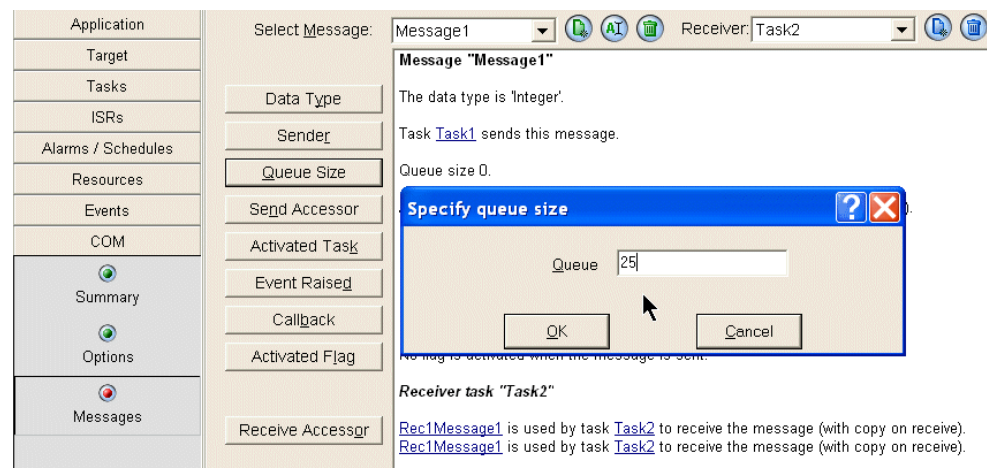 Application
Target
Tasks
ISRs
Alarms / Schedules
Resources
Events
COM
Summary
Options
Messages
Select Message:
Message1
Receiver:
Task2
Data Type
Sender
Queue Size
Send Accessor
Activated Task
Event Raised
Callback
Activated Flag
Receive Accessor
Message "Message1"
The data type is 'Integer'.
Task Task1 sends this message.
Queue size 0.
Specify queue size
Queue
25
OK
Cancel
No flag is activated when the message is sent.
Receiver task "Task2"
Rec1Message1 is used by task Task2 to receive the message (with copy on receive).
Rec1Message1 is used by task Task2 to receive the message (with copy on receive).